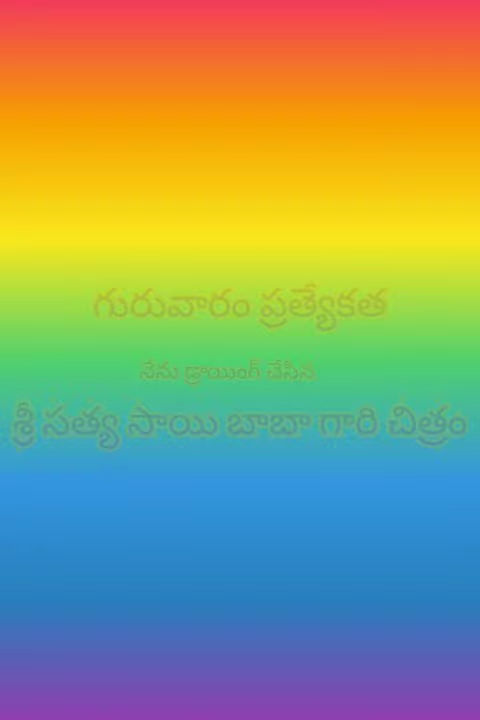 గురువారం ప్రత్యేకత
నేను డ్రాయింగ్ చేసిన
శ్రీ సత్య సాయి బాబా గారి చిత్రం